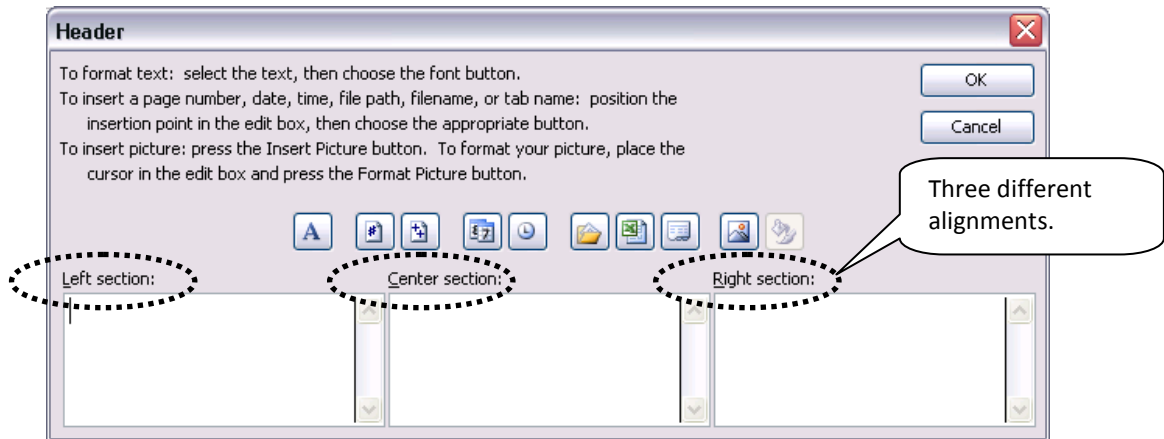 Header
To format text: select the text, then choose the font button.
To insert a page number, date, time, file path, filename, or tab name: position the
insertion point in the edit box, then choose the appropriate button.
To insert picture: press the Insert Picture button. To format your picture, place the
cursor in the edit box and press the Format Picture button.
OK
Cancel
Three different
alignments.
A
Left section:
Center section:
Right section: